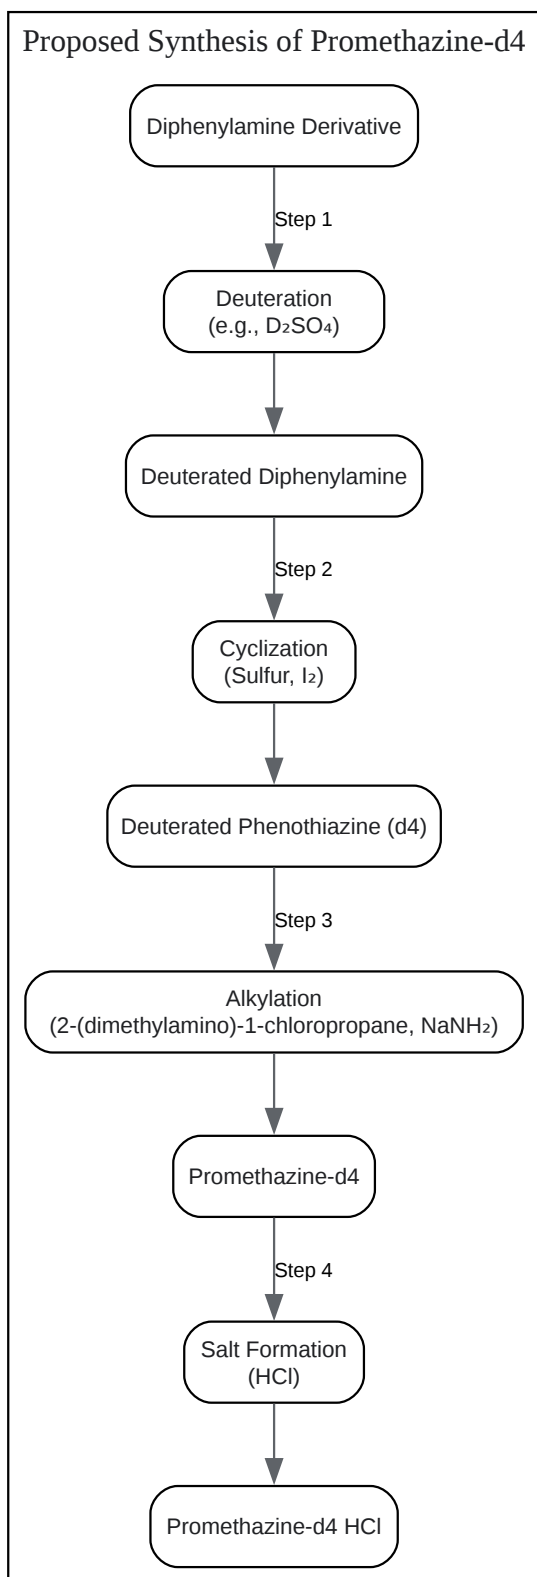 Proposed Synthesis of Promethazine-d4
Diphenylamine Derivative
Step 1
Deuteration
(e.g., D₂SO₄)
Deuterated Diphenylamine
Step 2
Cyclization
(Sulfur, I₂)
Deuterated Phenothiazine (d4)
Step 3
Alkylation
(2-(dimethylamino)-1-chloropropane, NaNH₂)
Promethazine-d4
Step 4
Salt Formation
(HCl)
Promethazine-d4 HCl